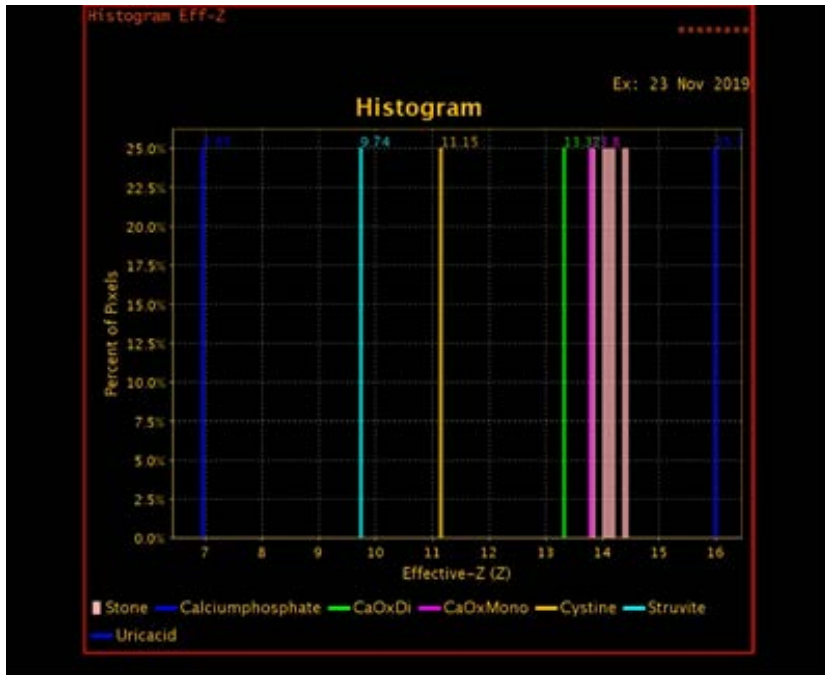 Histogram Eff-Z
********
Ex: 23 Nov 2019
Histogram
9.74 11.15
25.0%
22.5%
20.0%
17.5%
15.0%
12.5%
10.0%
7.5%
5.0%
2.5%
0.0%
Percent of Pixels
7 8 9 10 11 12 13 14 15 16
Effective-Z (Z)
Stone Calciumphosphate CaOxDi CaOxMono Cystine Struvite
Uricacid